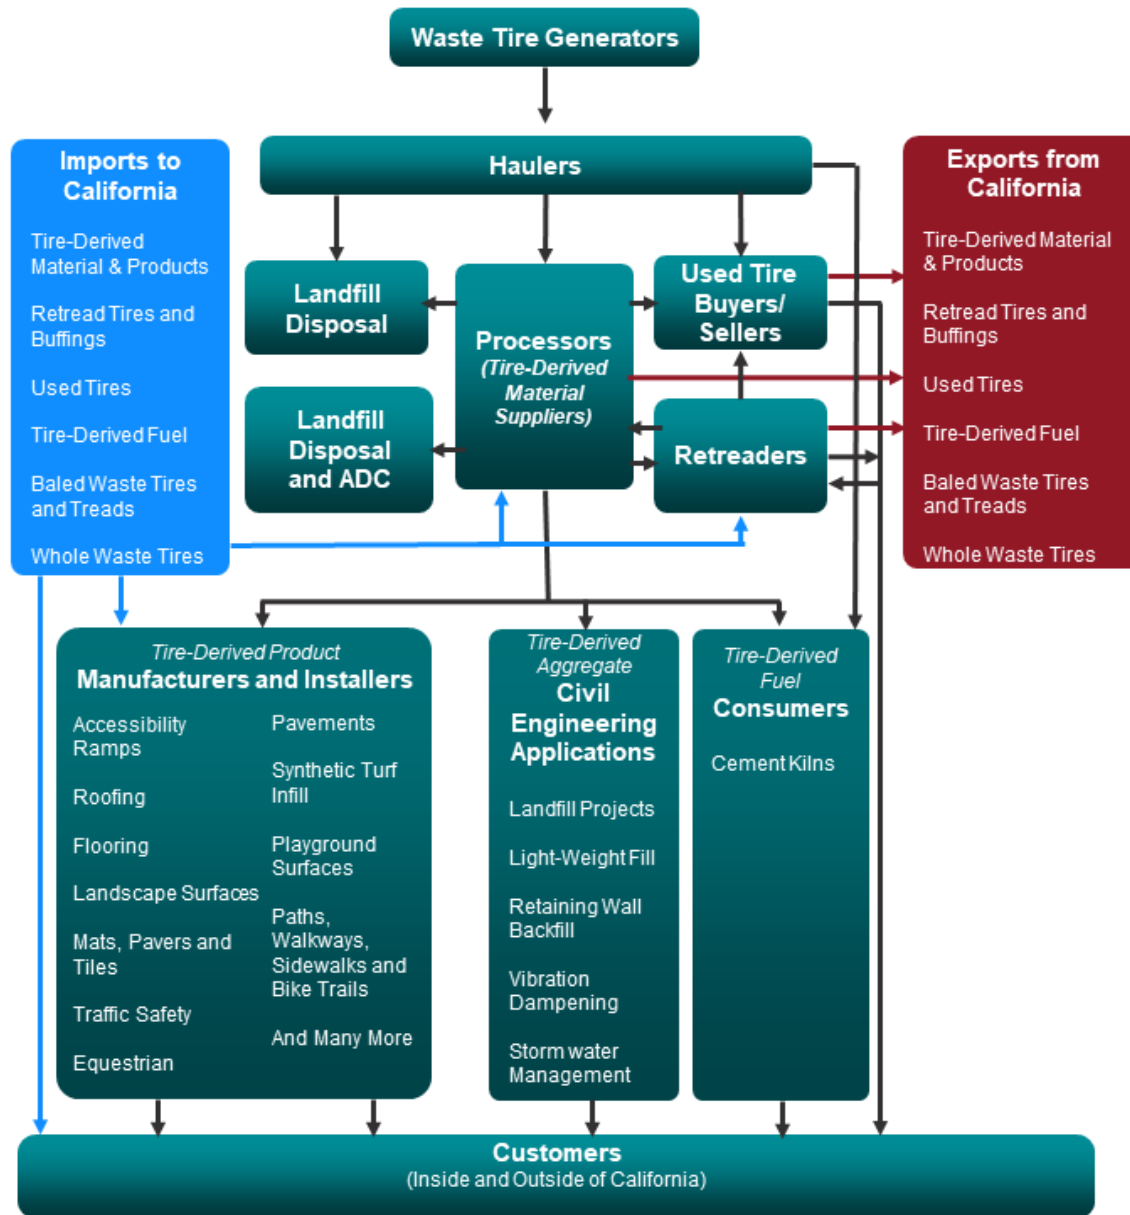 Waste Tire Generators
Haulers
Imports to
California
Tire-Derived
Material & Products
Retread Tires and
Buffings
Used Tires
Tire-Derived Fuel
Baled Waste Tires
and Treads
Whole Waste Tires
Landfill
Disposal
Landfill
Disposal
and ADC
Processors
(Tire-Derived
Material
Suppliers)
Used Tire
Buyers/
Sellers
Retreaders
Exports from
California
Tire-Derived Material
& Products
Retread Tires and
Buffings
Used Tires
Tire-Derived Fuel
Baled Waste Tires
and Treads
Whole Waste Tires
Tire-Derived Product
Manufacturers and Installers
Accessibility
Ramps
Roofing
Flooring
Landscape Surfaces
Mats, Pavers and
Tiles
Traffic Safety
Equestrian
Pavements
Synthetic Turf
Infill
Playground
Surfaces
Paths,
Walkways,
Sidewalks and
Bike Trails
And Many More
Tire-Derived
Aggregate
Civil
Engineering
Applications
Landfill Projects
Light-Weight Fill
Retaining Wall
Backfill
Vibration
Dampening
Storm water
Management
Tire-Derived
Fuel
Consumers
Cement Kilns
Customers
(Inside and Outside of California)